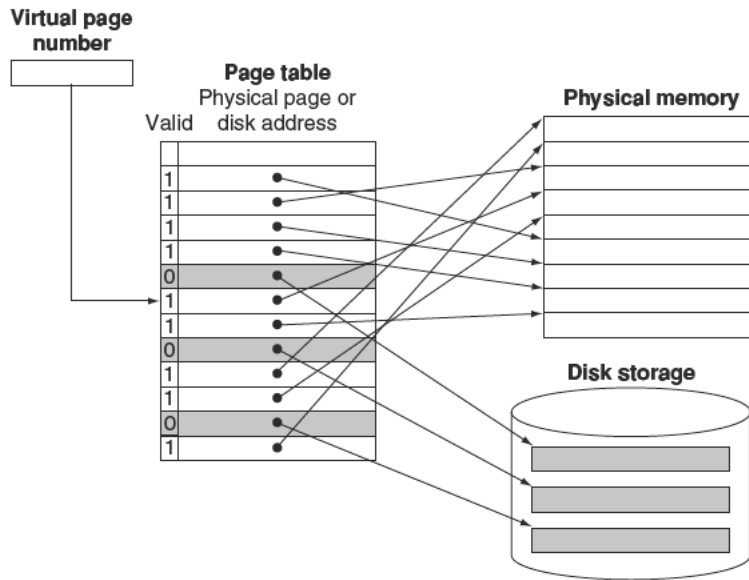 Virtual page
number
Page table
Physical page or
Valid disk address
Physical memory
1
1
1
1
0
1
1
0
1
1
0
1
Disk storage